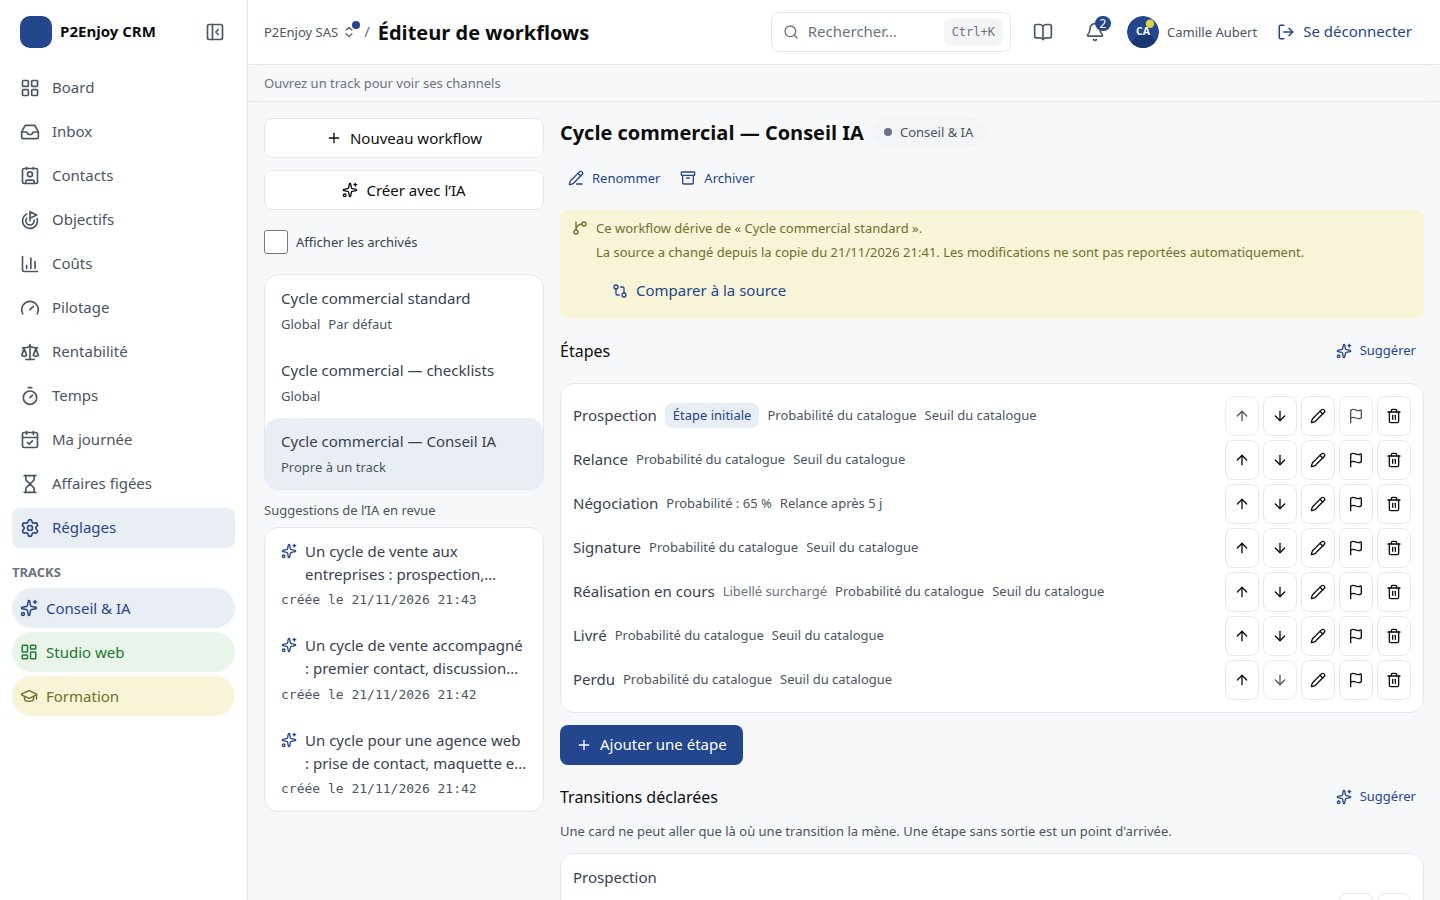 P2Enjoy CRM
P2Enjoy SAS / Éditeur de workflows
Rechercher... Ctrl+K
2
CA Camille Aubert
Se déconnecter
Board
Inbox
Contacts
Objectifs
Coûts
Pilotage
Rentabilité
Temps
Ma journée
Affaires figées
Réglages
TRACKS
Conseil & IA
Studio web
Formation
Ouvrez un track pour voir ses channels
Nouveau workflow
Créer avec l'IA
Afficher les archivés
Cycle commercial standard
Global Par défaut
Cycle commercial — checklists
Global
Cycle commercial — Conseil IA
Propre à un track
Suggestions de l'IA en revue
Un cycle de vente aux
entreprises : prospection,...
créée le 21/11/2026 21:43
Un cycle de vente accompagné
: premier contact, discussion...
créée le 21/11/2026 21:42
Un cycle pour une agence web
: prise de contact, maquette e...
créée le 21/11/2026 21:42
Cycle commercial — Conseil IA Conseil & IA
Renommer Archiver
Ce workflow dérive de « Cycle commercial standard ».
La source a changé depuis la copie du 21/11/2026 21:41. Les modifications ne sont pas reportées automatiquement.
Comparer à la source
Étapes Suggérer
Prospection Étape initiale Probabilité du catalogue Seuil du catalogue
Relance Probabilité du catalogue Seuil du catalogue
Négociation Probabilité : 65 % Relance après 5 j
Signature Probabilité du catalogue Seuil du catalogue
Réalisation en cours Libellé surchargé Probabilité du catalogue Seuil du catalogue
Livré Probabilité du catalogue Seuil du catalogue
Perdu Probabilité du catalogue Seuil du catalogue
Ajouter une étape
Transitions déclarées Suggérer
Une card ne peut aller que là où une transition la mène. Une étape sans sortie est un point d'arrivée.
Prospection